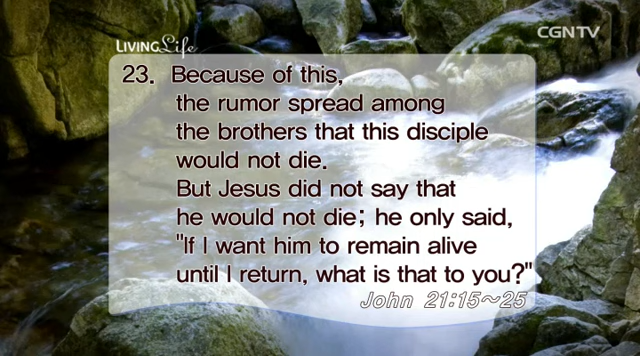 LIVING Life
CGNTV
23. Because of this,
the rumor spread among
the brothers that this disciple
would not die.
But Jesus did not say that
he would not die; he only said,
"If I want him to remain alive
until I return, what is that to you?"
John 21:15~25